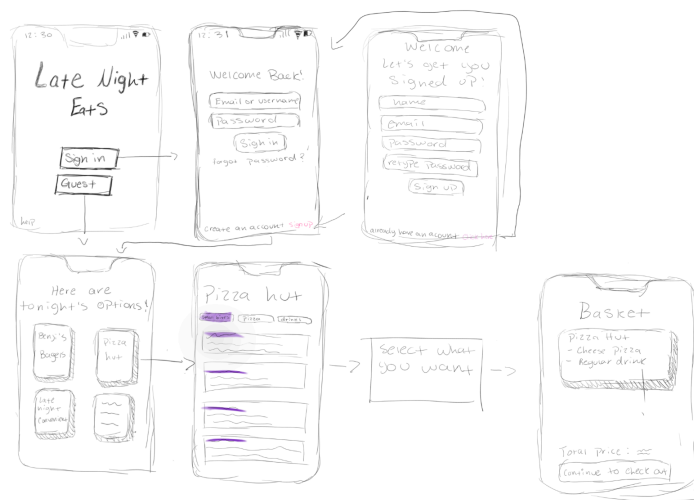 12:30
Late Night
Eats
Sign in
Guest
help
12:31
Welcome Back!
Email or username
Password
Sign in
forgot password?
create an account sign up
Welcome
Let's get you
Signed up!
name
email
Password
retype password
Sign up
already have an account
Here are
tonight's options!
Bagels
Pizza
hut
Late
night
Pizza hut
Pizza
drinks
Select what
you want
Basket
Pizza Hut
- Cheese pizza
- Regular drink
Total price:
Continue to check out